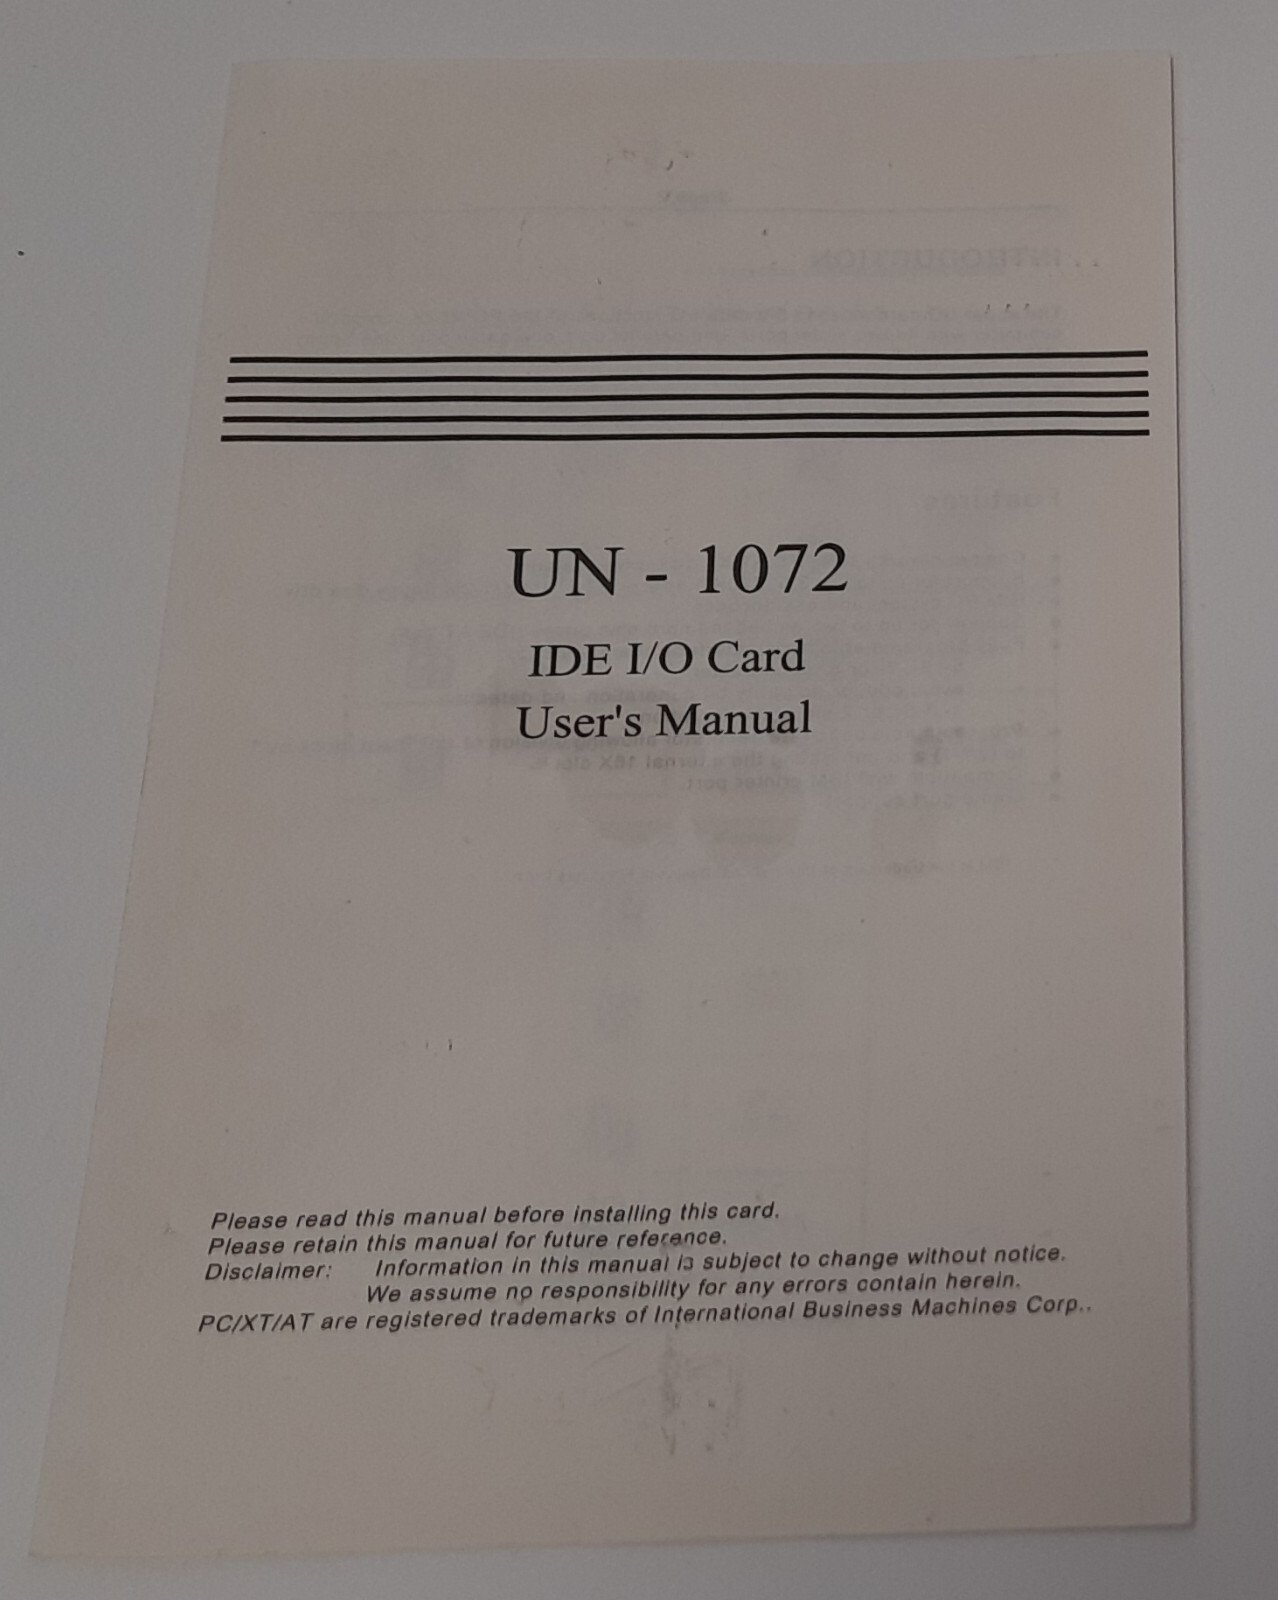 UN - 1072
IDE I/O Card
User's Manual
Please read this manual before installing this card.
Please retain this manual for future reference.
Disclaimer: Information in this manual is subject to change without notice.
We assume no responsibility for any errors contain herein.
PC/XT/AT are registered trademarks of International Business Machines Corp..